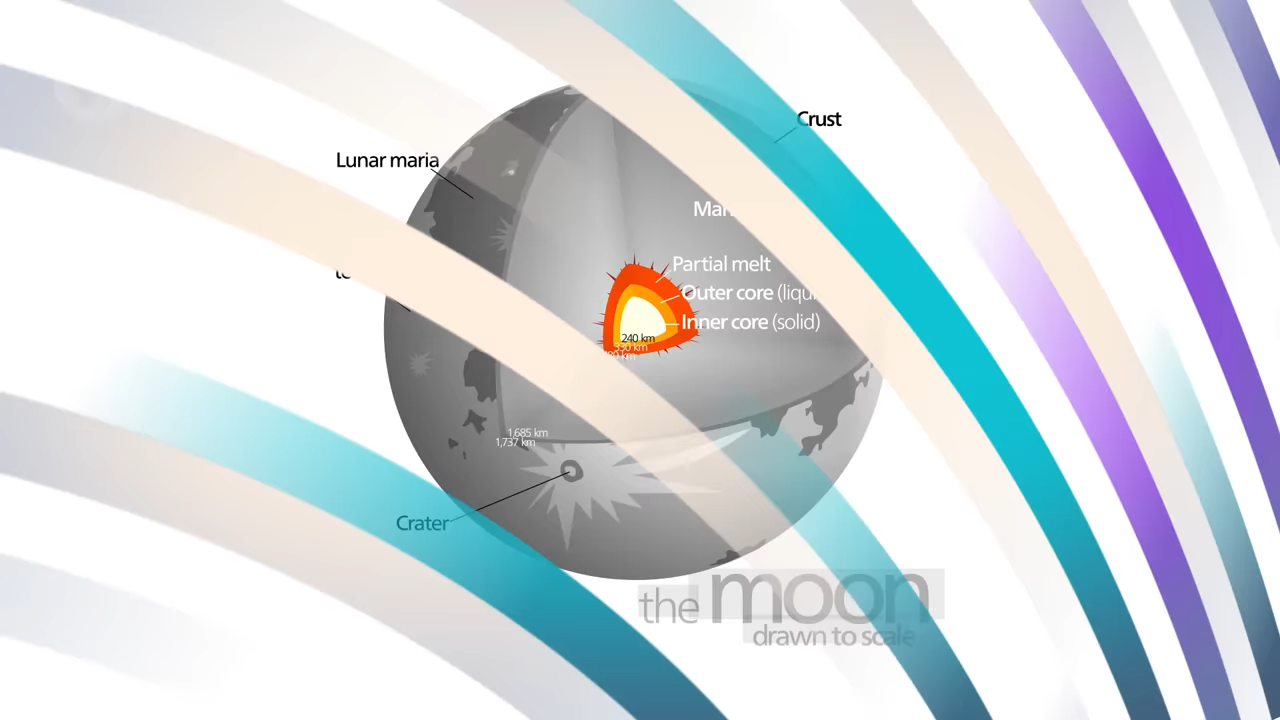 Crust
Lunar maria
Partial melt
Outer core
Inner core (solid)
240 km
1,685 km
1,737 km
Crater
the moon
drawn to scale